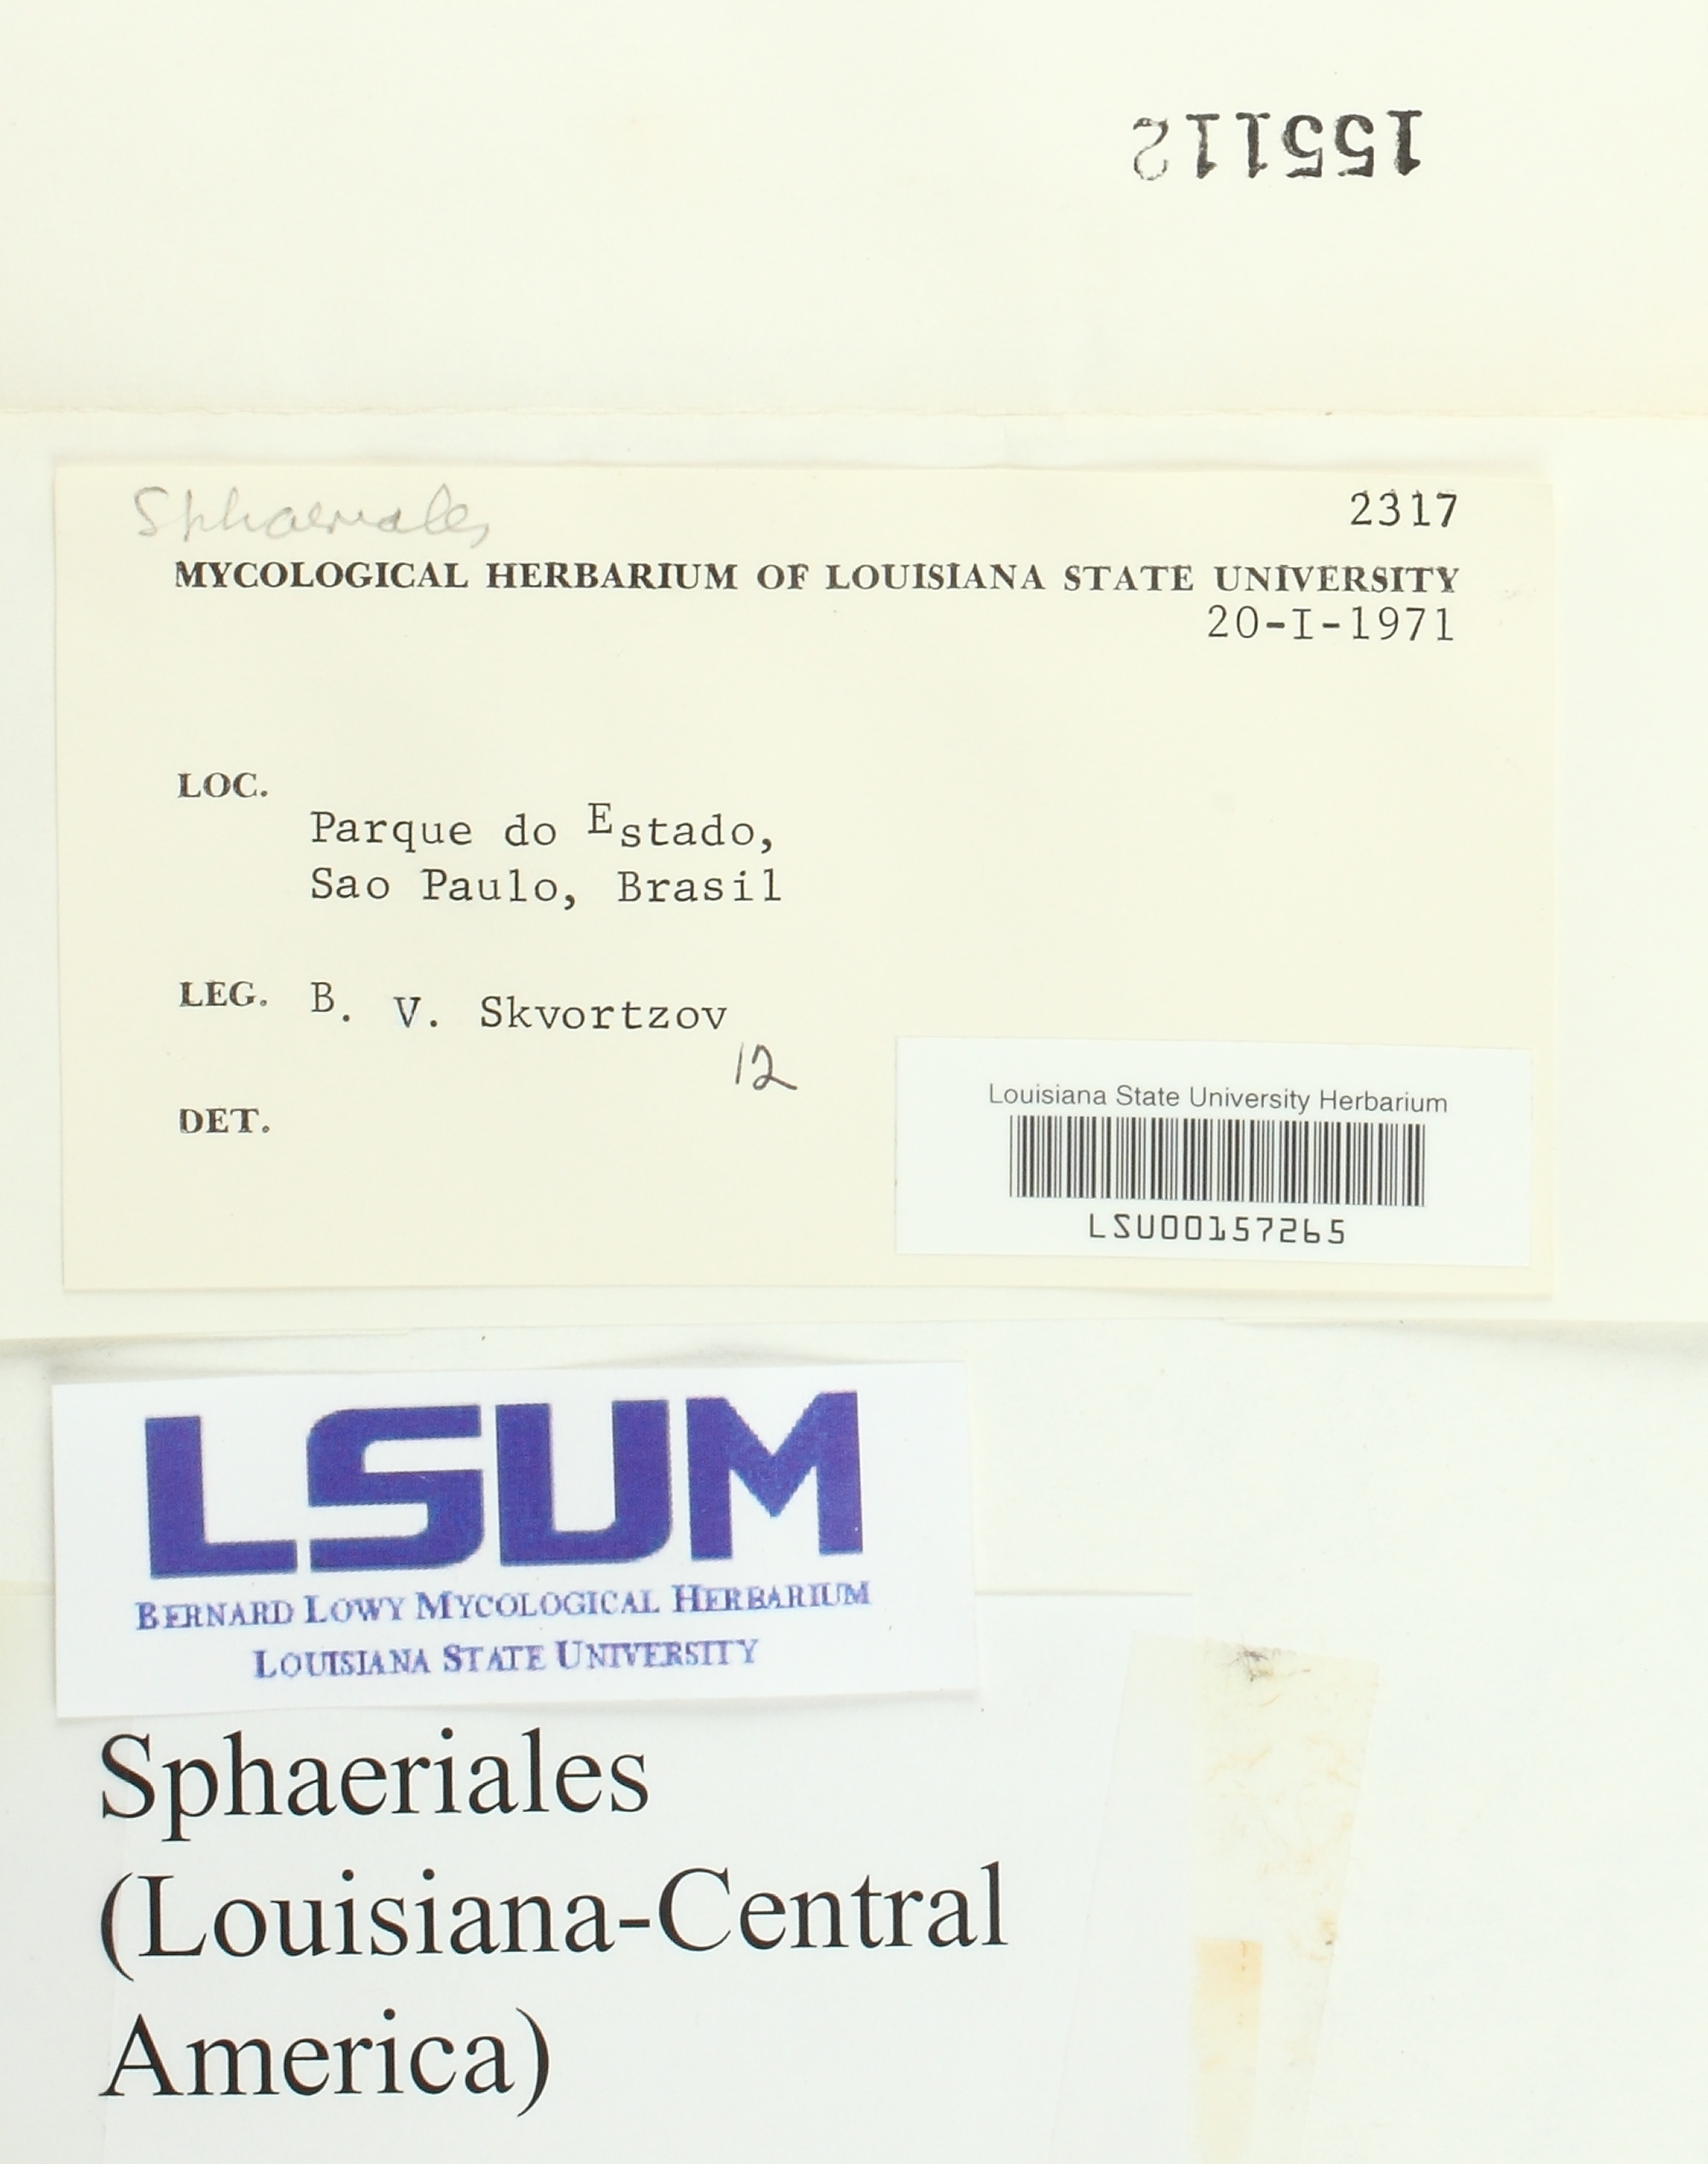 155112
Sphaeriales
2317
MYCOLOGICAL HERBARIUM OF LOUISIANA STATE UNIVERSITY
20-I-1971
LOC.
Parque do Estado,
Sao Paulo, Brasil
LEG. B. V. Skvortzov
12
DET.
Louisiana State University Herbarium
LSU00157265
LSUM
BERNARD LOWY MYCOLOGICAL HERBARIUM
LOUISIANA STATE UNIVERSITY
Sphaeriales
(Louisiana-Central
America)